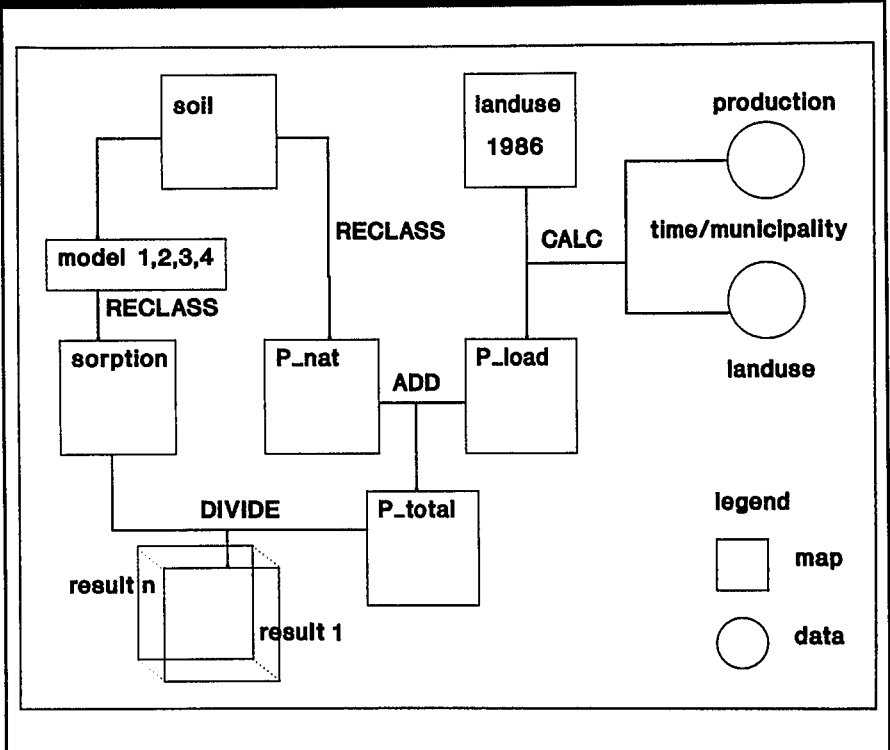 soil
landuse
1986
production
RECLASS
CALC
time/municipality
model 1,2,3,4
RECLASS
sorption
P_nat
P_load
landuse
ADD
DIVIDE
P_total
legend
map
result n
result 1
data